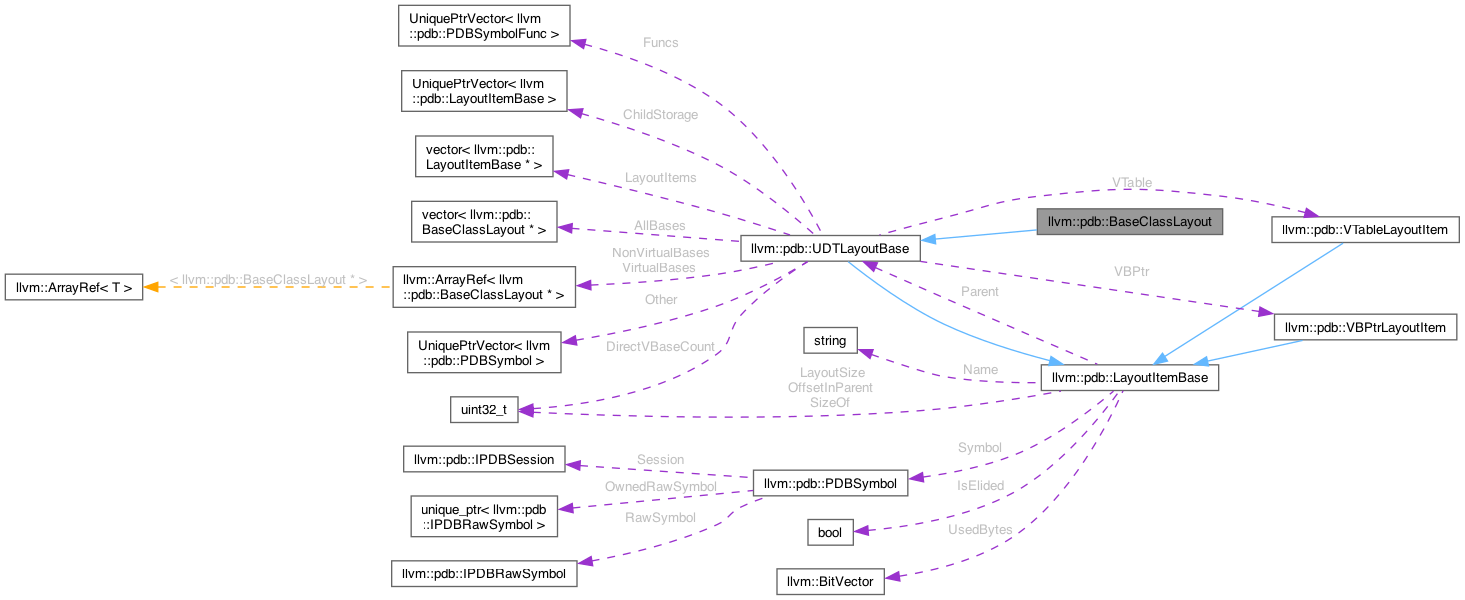 UniquePtrVector< llvm
::pdb::PDBSymbolFunc >
Funcs
UniquePtrVector< llvm
::pdb::LayoutItemBase >
ChildStorage
vector< llvm::pdb::
LayoutItemBase * >
LayoutItems
vector< llvm::pdb::
BaseClassLayout * >
AllBases
VTable
llvm::pdb::BaseClassLayout
llvm::pdb::VTableLayoutItem
llvm::pdb::UDTLayoutBase
NonVirtualBases
VirtualBases
llvm::ArrayRef< T >
< llvm::pdb::BaseClassLayout * >
llvm::ArrayRef< llvm
::pdb::BaseClassLayout * >
VBPtr
Parent
Other
llvm::pdb::VBPtrLayoutItem
UniquePtrVector< llvm
::pdb::PDBSymbol >
DirectVBaseCount
string
Name
llvm::pdb::LayoutItemBase
LayoutSize
OffsetInParent
SizeOf
uint32_t
llvm::pdb::IPDBSession
Session
Symbol
llvm::pdb::PDBSymbol
OwnedRawSymbol
IsElided
unique_ptr< llvm::pdb
::IPDBRawSymbol >
RawSymbol
bool
UsedBytes
llvm::pdb::IPDBRawSymbol
llvm::BitVector